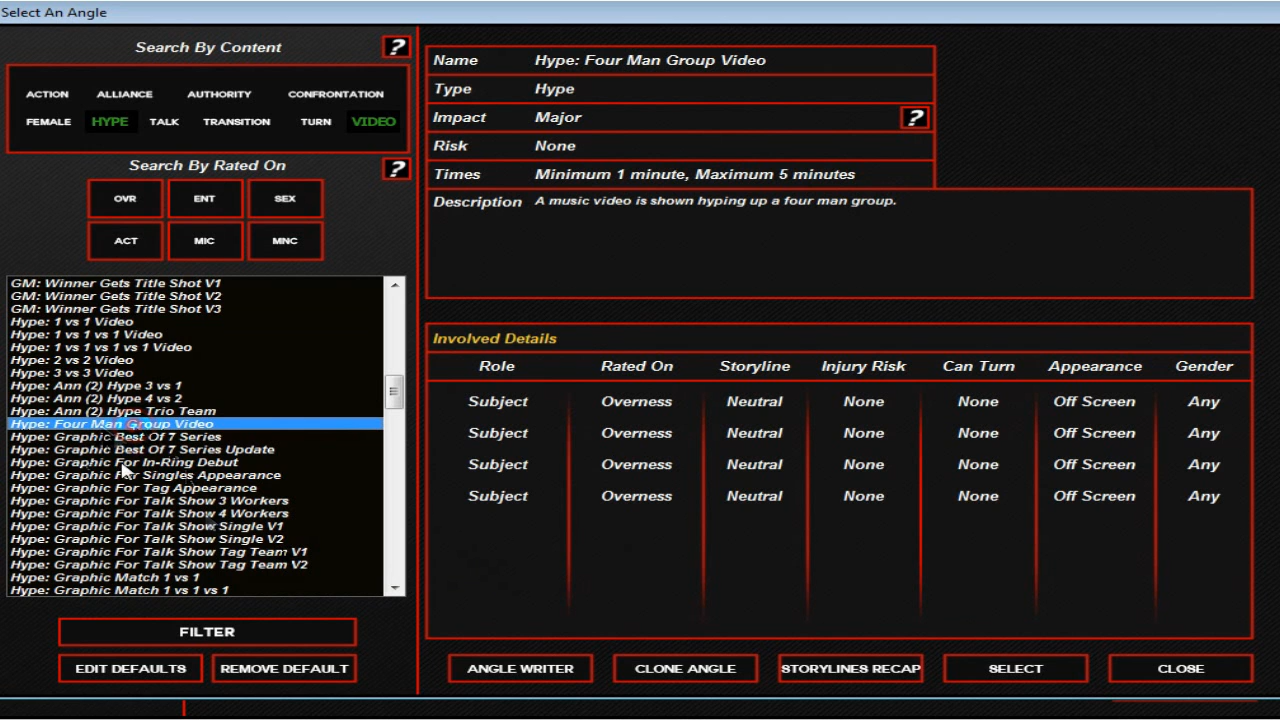 Select An Angle
Search By Content
?
ACTION ALLIANCE AUTHORITY CONFRONTATION
FEMALE HYPE TALK TRANSITION TURN VIDEO
Search By Rated On
?
OVR ENT SEX
ACT MIC MNC
GM: Winner Gets Title Shot V1
GM: Winner Gets Title Shot V2
GM: Winner Gets Title Shot V3
Hype: 1 vs 1 Video
Hype: 1 vs 1 vs 1 Video
Hype: 1 vs 1 vs 1 vs 1 Video
Hype: 2 vs 2 Video
Hype: 3 vs 3 Video
Hype: Ann (2) Hype 3 vs 1
Hype: Ann (2) Hype 4 vs 2
Hype: Ann (2) Hype Trio Team
Hype: Four Man Group Video
Hype: Graphic Best Of 7 Series
Hype: Graphic Best Of 7 Series Update
Hype: Graphic For In-Ring Debut
Hype: Graphic For Singles Appearance
Hype: Graphic For Tag Appearance
Hype: Graphic For Talk Show 3 Workers
Hype: Graphic For Talk Show 4 Workers
Hype: Graphic For Talk Show Single V1
Hype: Graphic For Talk Show Single V2
Hype: Graphic For Talk Show Tag Team V1
Hype: Graphic For Talk Show Tag Team V2
Hype: Graphic Match 1 vs 1
Hype: Graphic Match 1 vs 1 vs 1
FILTER
EDIT DEFAULTS REMOVE DEFAULT
Name Hype: Four Man Group Video
Type Hype
Impact Major ?
Risk None
Times Minimum 1 minute, Maximum 5 minutes
Description A music video is shown hyping up a four man group.
Involved Details
Role Rated On Storyline Injury Risk Can Turn Appearance Gender
Subject Overness Neutral None None Off Screen Any
Subject Overness Neutral None None Off Screen Any
Subject Overness Neutral None None Off Screen Any
Subject Overness Neutral None None Off Screen Any
ANGLE WRITER CLONE ANGLE STORYLINES RECAP SELECT CLOSE